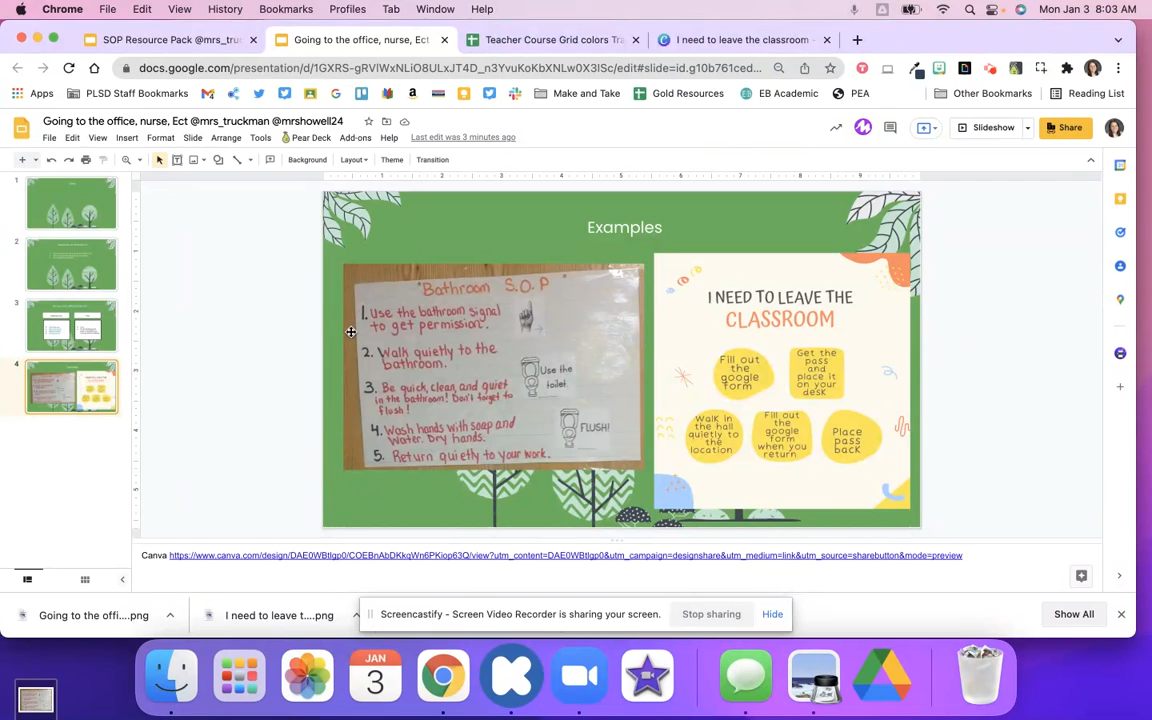 Chrome File Edit View History Bookmarks Profiles Tab Window Help Mon Jan 3 8:03 AM
SOP Resource Pack @mrs_truc Going to the office, nurse, Ect Teacher Course Grid colors Tra I need to leave the classroom -
docs.google.com/presentation/d/1GXRS-gRVIWxNLiO8ULxJT4D_n3YvuKoKbXNLw0X3lSc/edit#slide=id.g10b761ced...
Apps PLSD Staff Bookmarks Make and Take Gold Resources EB Academic PEA Other Bookmarks Reading List
Going to the office, nurse, Ect @mrs_truckman @mrshowell24
File Edit View Insert Format Slide Arrange Tools Pear Deck Add-ons Help Last edit was 3 minutes ago
Slideshow Share
Background Layout Theme Transition
1
2
3
4
Examples
Bathroom S.O.P
1. Use the bathroom signal
to get permission.
2. Walk quietly to the
bathroom.
3. Be quick, clean, and quiet
in the bathroom! Don't forget to
flush!
4. Wash hands with soap and
Water. Dry hands.
5. Return quietly to your work.
Use the
toilet.
FLUSH!
I NEED TO LEAVE THE
CLASSROOM
Fill out
the
google
form
Get the
pass
and
place it
on your
desk
Walk in
the hall
quietly to
the
location
Fill out
the
google
form
when you
return
Place
pass
back
Canva https://www.canva.com/design/DAE0WBtlgp0/COEBnAbDKkqWn6PKiop63Q/view?utm_content=DAE0WBtlgp0&utm_campaign=designshare&utm_medium=link&utm_source=sharebutton&mode=preview
Going to the offi....png I need to leave t....png Screencastify - Screen Video Recorder is sharing your screen. Stop sharing Hide Show All
JAN
3